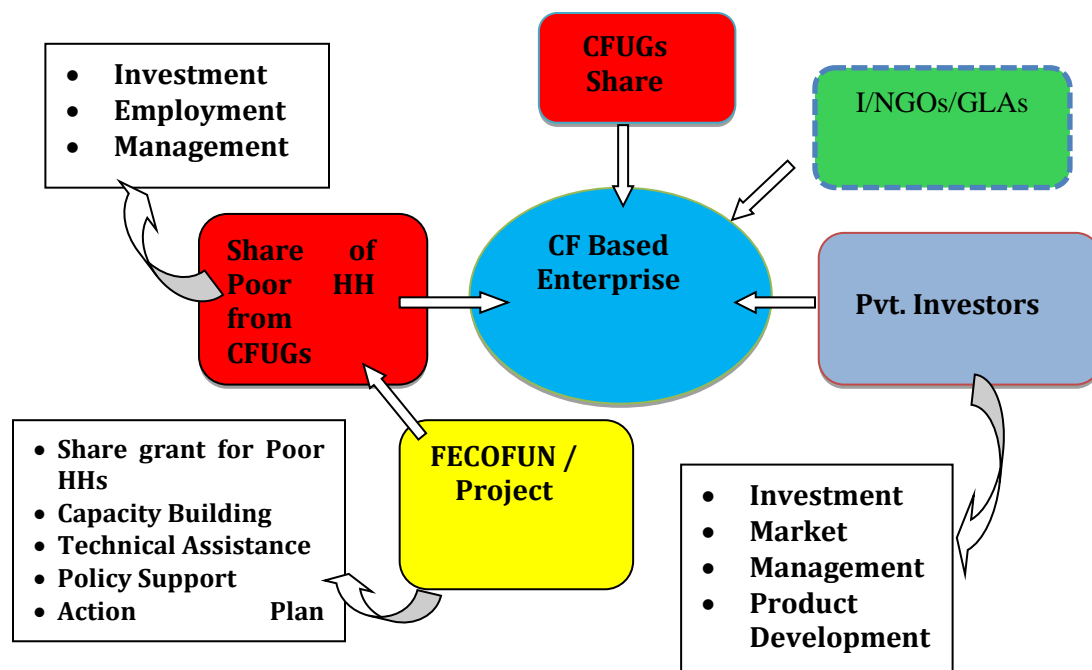 CFUGs
Share
• Investment
• Employment
• Management
I/NGOs/GLAs
Share of
Poor HH
from
CFUGs
CF Based
Enterprise
Pvt. Investors
• Share grant for Poor
HHs
• Capacity Building
• Technical Assistance
• Policy Support
• Action Plan
FECOFUN /
Project
• Investment
• Market
• Management
• Product
Development